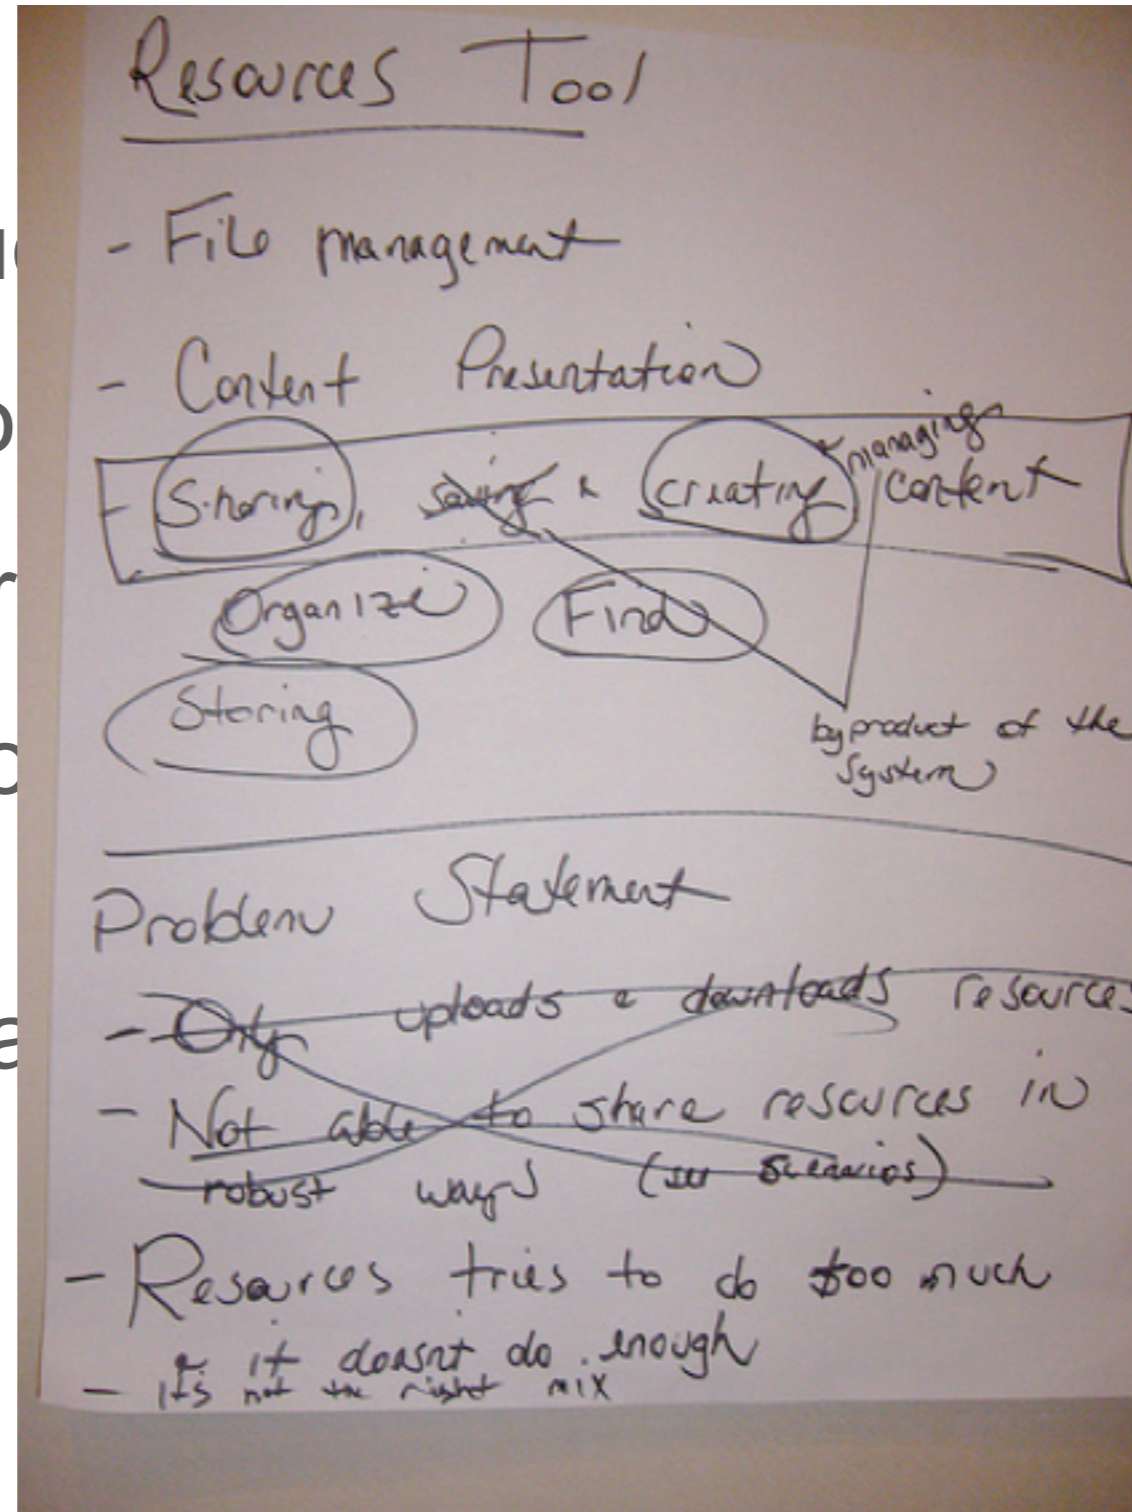 Resources Tool
- File management
- Content Presentation
- Sharing, saving & creating & managing content
Organize Find
Storing
byproduct of the
system
Problem Statement
- Only uploads & downloads resources
- Not able to share resources in
robust ways (see scenarios)
- Resources tries to do too much
& it doesnt do enough
- its not the right mix